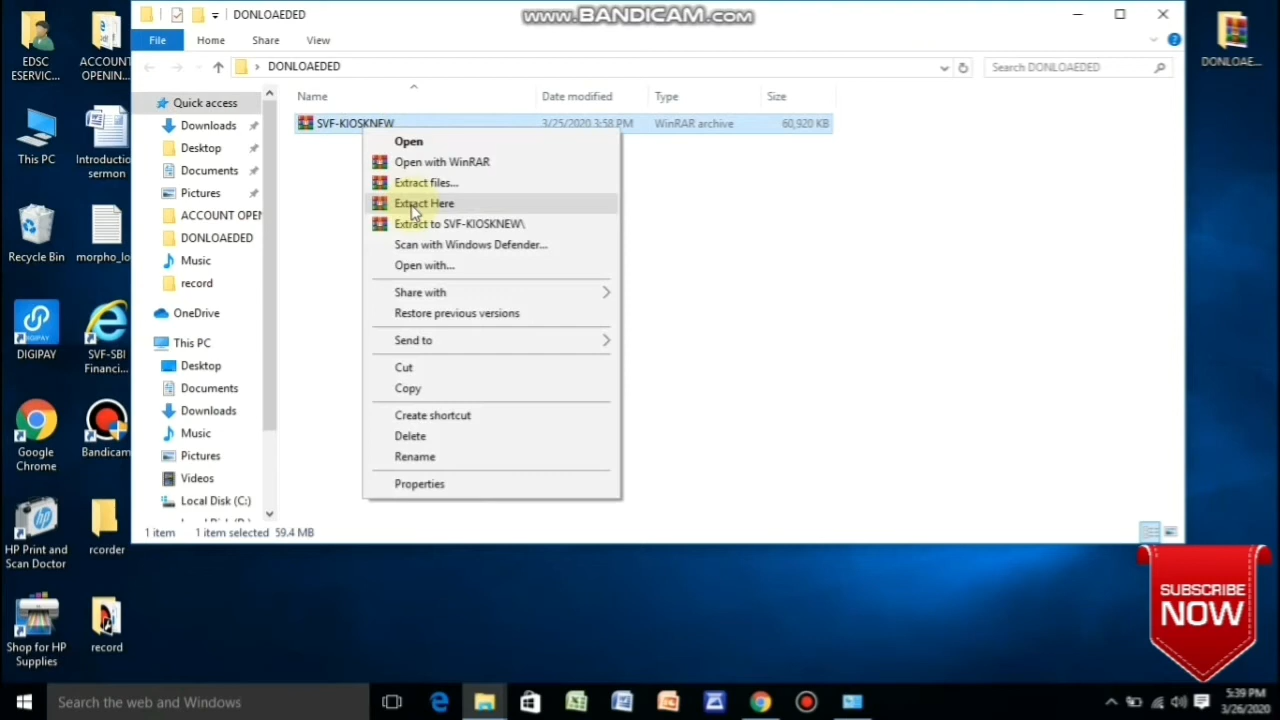 DONLOAEDED
www.BANDICAM.com
File
Home
Share
View
DONLOAEDED
Search DONLOAEDED
Name
Date modified
Type
Size
SVF-KIOSKNEW
3/25/2020 3:58 PM
WinRAR archive
60,920 KB
Quick access
Downloads
Desktop
Documents
Pictures
ACCOUNT OPEN
DONLOAEDED
Music
record
OneDrive
This PC
Desktop
Documents
Downloads
Music
Pictures
Videos
Local Disk (C:)
Open
Open with WinRAR
Extract files...
Extract Here
Extract to SVF-KIOSKNEW\
Scan with Windows Defender...
Open with...
Share with
Restore previous versions
Send to
Cut
Copy
Create shortcut
Delete
Rename
Properties
1 item
1 item selected
59.4 MB
EDSC
ESERVIC...
ACCOUNT
OPENIN...
This PC
Introductio
sermon
Recycle Bin
morpho_lo
DIGIPAY
SVF-SBI
Financi...
Google
Chrome
Bandicam
HP Print and
Scan Doctor
rcorder
Shop for HP
Supplies
record
DONLOAE...
SUBSCRIBE
NOW
Search the web and Windows
5:39 PM
3/26/2020